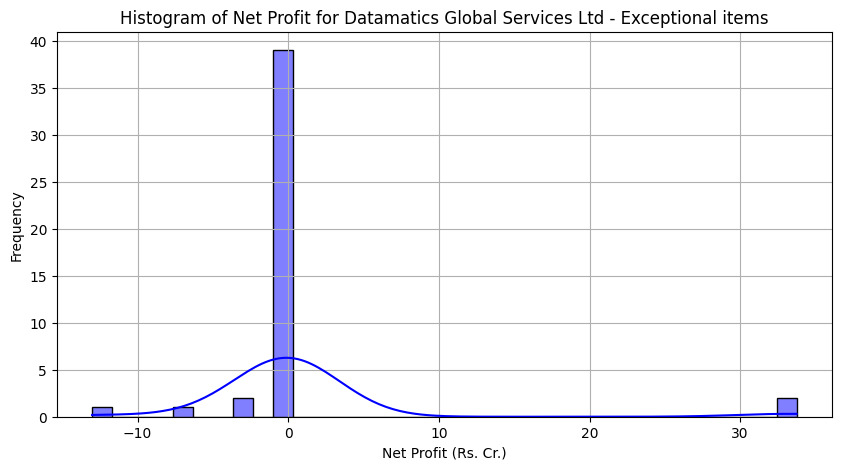 Histogram of Net Profit for Datamatics Global Services Ltd - Exceptional items
40
35
30
25
20
15
10
5
0
Frequency
−10 0 10 20 30
Net Profit (Rs. Cr.)